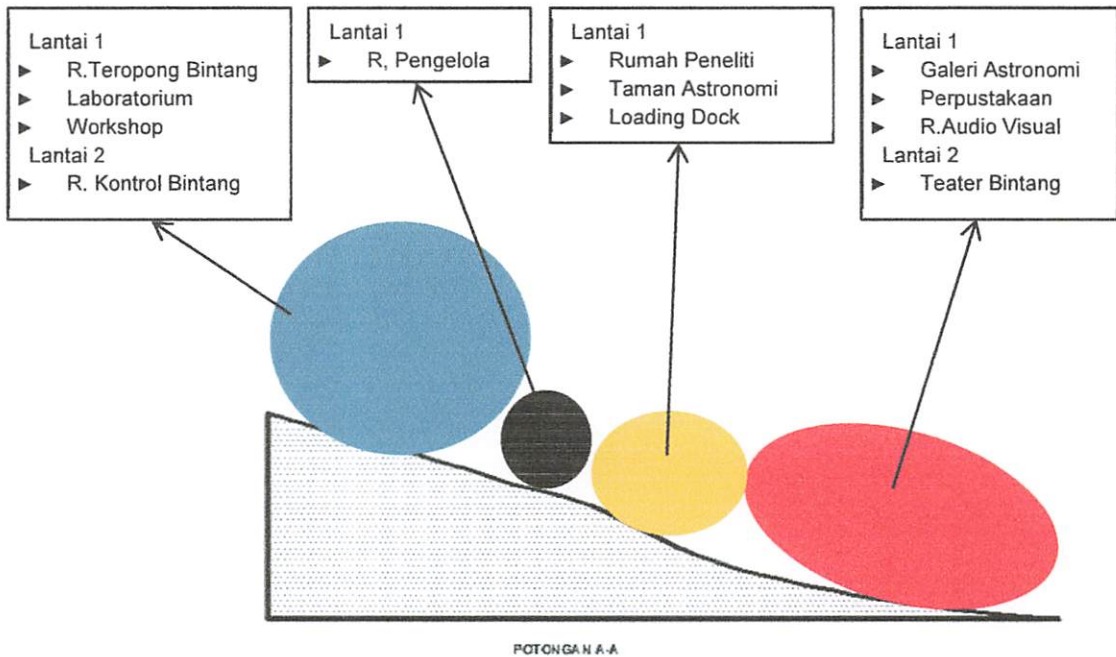 Lantai 1
► R.Teropong Bintang
► Laboratorium
► Workshop
Lantai 2
► R. Kontrol Bintang
Lantai 1
► R, Pengelola
Lantai 1
► Rumah Peneliti
► Taman Astronomi
► Loading Dock
Lantai 1
► Galeri Astronomi
► Perpustakaan
► R.Audio Visual
Lantai 2
► Teater Bintang
POTONGAN A-A